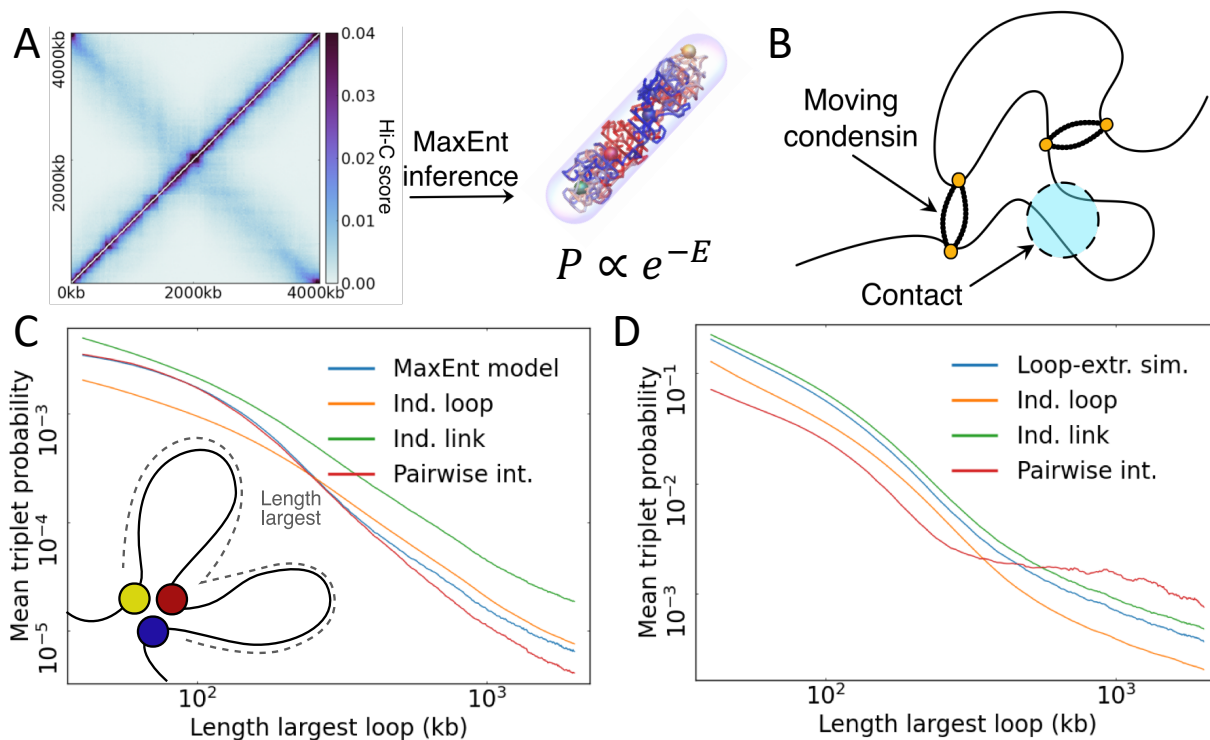 A
4000kb
2000kb
0kb
2000kb
4000kb
0.04
0.03
0.02
0.01
0.00
Hi-C score
MaxEnt
inference
P ∝ e^{-E}
B
Moving
condensin
Contact
C
Mean triplet probability
10^{-3}
10^{-4}
10^{-5}
MaxEnt model
Ind. loop
Ind. link
Pairwise int.
Length
largest
10^2
10^3
Length largest loop (kb)
D
Mean triplet probability
10^{-1}
10^{-2}
10^{-3}
Loop-extr. sim.
Ind. loop
Ind. link
Pairwise int.
10^2
10^3
Length largest loop (kb)